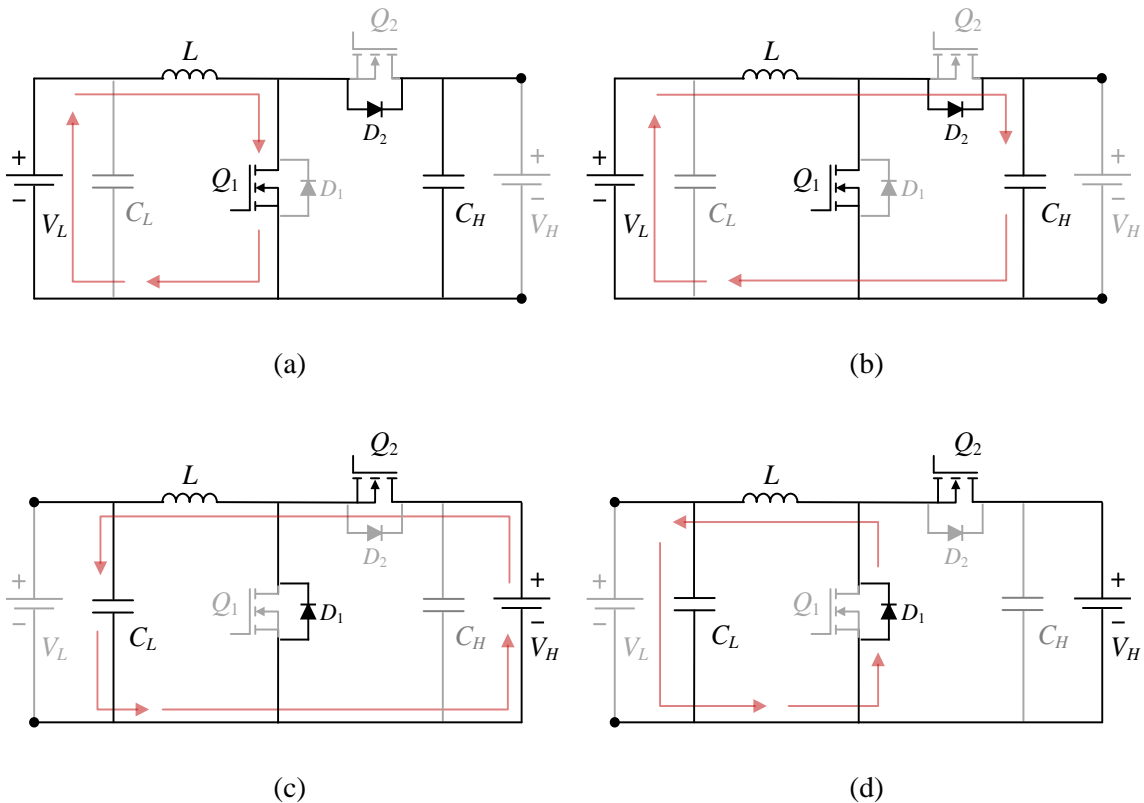 Q2
L
+
−
VL
CL
Q1
D1
D2
CH
+
−
VH
(a)
Q2
L
+
−
VL
CL
Q1
D1
D2
CH
+
−
VH
(b)
Q2
L
+
−
VL
CL
Q1
D1
D2
CH
+
−
VH
(c)
Q2
L
+
−
VL
CL
Q1
D1
D2
CH
+
−
VH
(d)